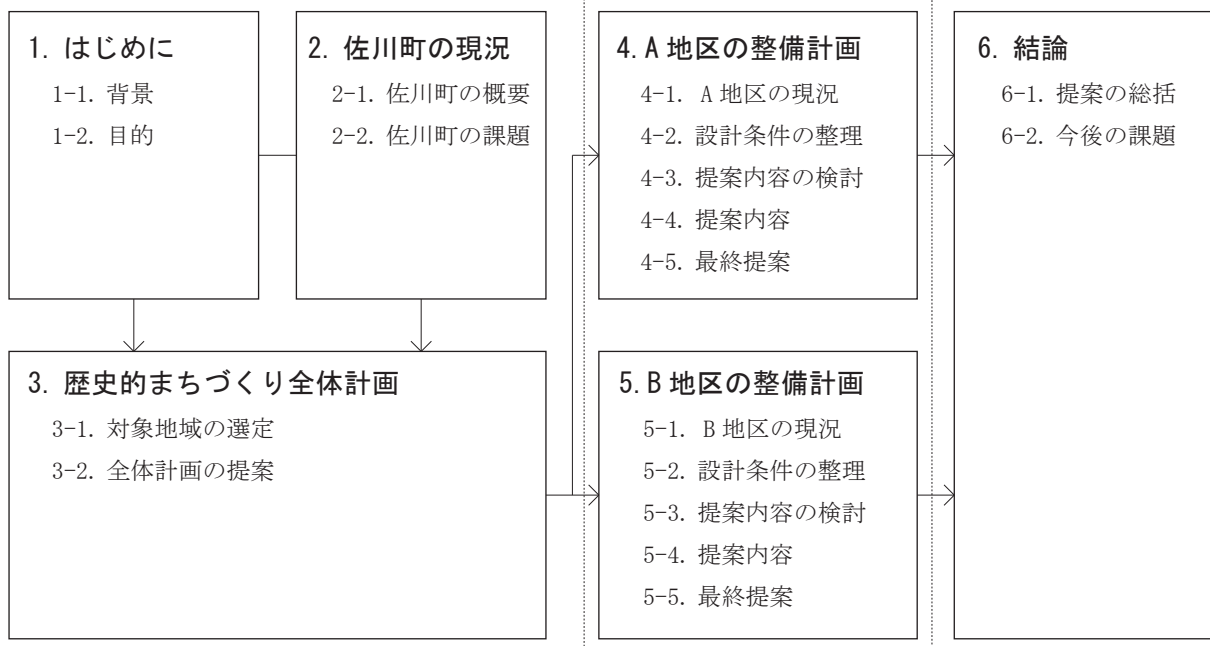 1. はじめに
1-1. 背景
1-2. 目的
2. 佐川町の現況
2-1. 佐川町の概要
2-2. 佐川町の課題
3. 歴史的まちづくり全体計画
3-1. 対象地域の選定
3-2. 全体計画の提案
4. A 地区の整備計画
4-1. A 地区の現況
4-2. 設計条件の整理
4-3. 提案内容の検討
4-4. 提案内容
4-5. 最終提案
5. B 地区の整備計画
5-1. B 地区の現況
5-2. 設計条件の整理
5-3. 提案内容の検討
5-4. 提案内容
5-5. 最終提案
6. 結論
6-1. 提案の総括
6-2. 今後の課題